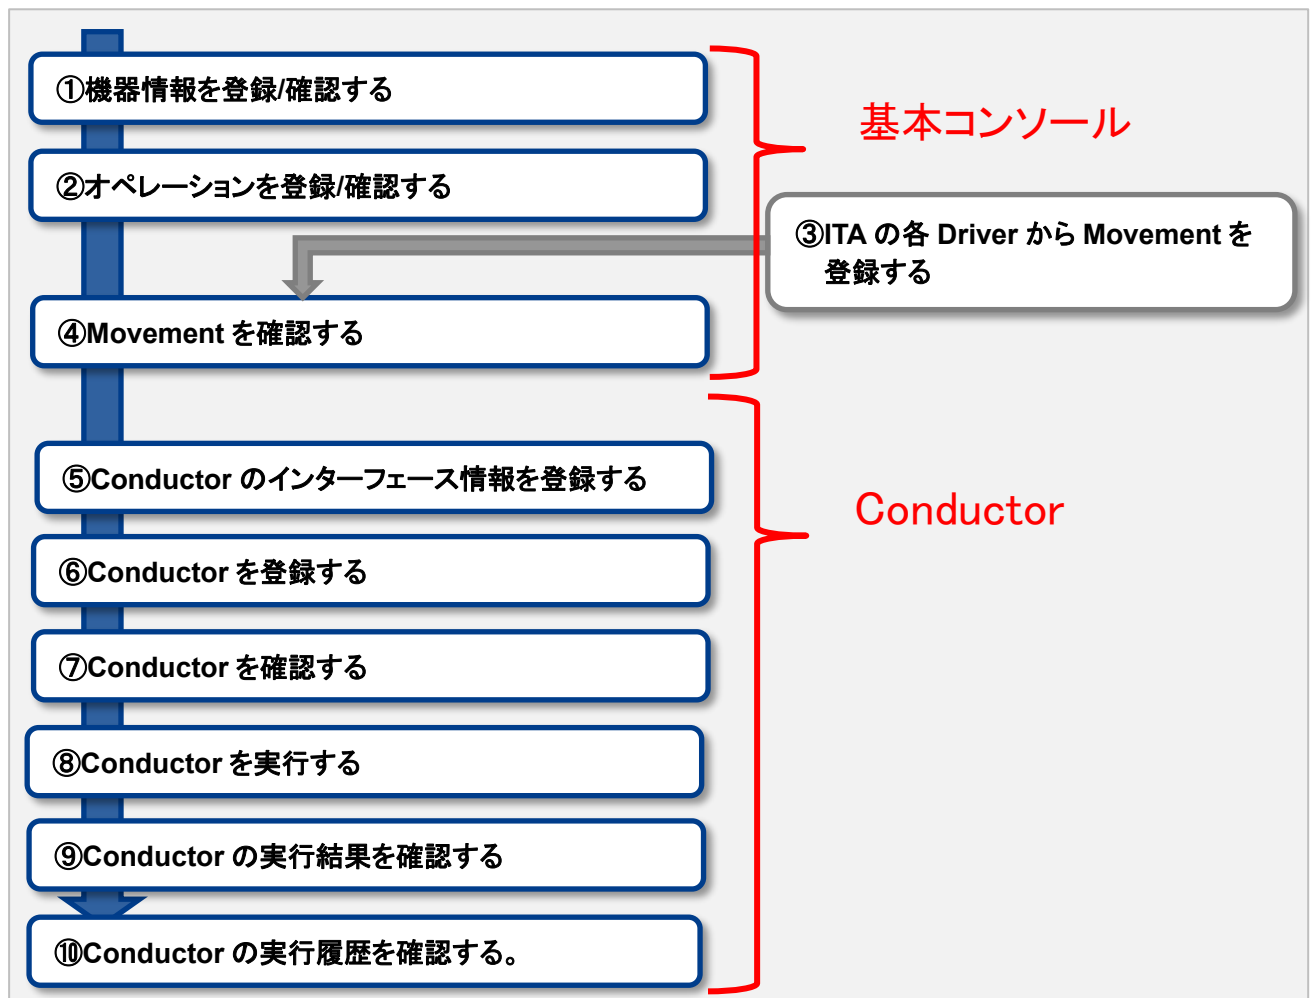 ①機器情報を登録/確認する
基本コンソール
②オペレーションを登録/確認する
③ITA の各 Driver から Movement を
登録する
④Movement を確認する
⑤Conductor のインターフェース情報を登録する
Conductor
⑥Conductor を登録する
⑦Conductor を確認する
⑧Conductor を実行する
⑨Conductor の実行結果を確認する
⑩Conductor の実行履歴を確認する。